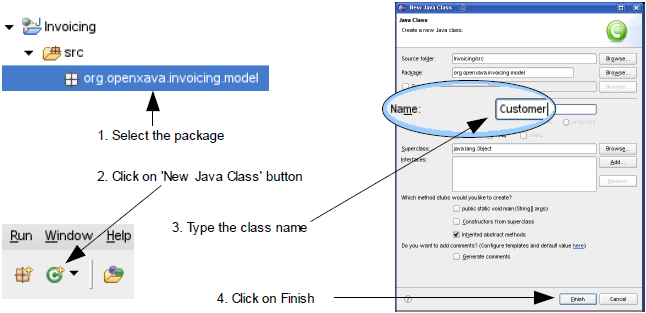 Invoicing
src
org.openxava.invoicing.model
1. Select the package
2. Click on 'New Java Class' button
Run Window Help
3. Type the class name
4. Click on Finish
New Java Class
Java Class
Create a new Java class.
Source folder: Invoicing/src Browse...
Package: org.openxava.invoicing.model Browse...
Browse...
Name: Customer
protected
Superclass: java.lang.Object Browse...
Interfaces: Add...
Remove
Which method stubs would you like to create?
public static void main(String[] args)
Constructors from superclass
Inherited abstract methods
Do you want to add comments? (Configure templates and default value here)
Generate comments
? Finish Cancel